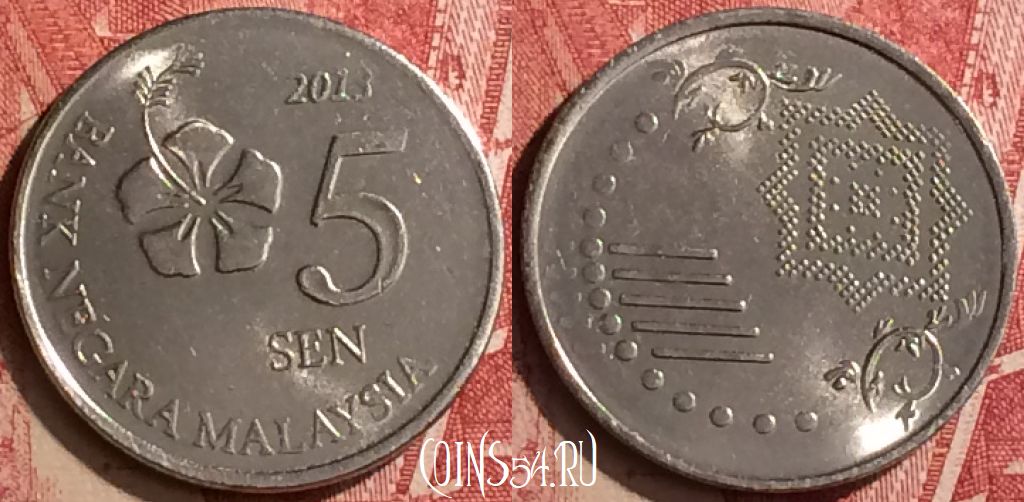 2013
5
SEN
BANK NEGARA MALAYSIA
COINS54.RU